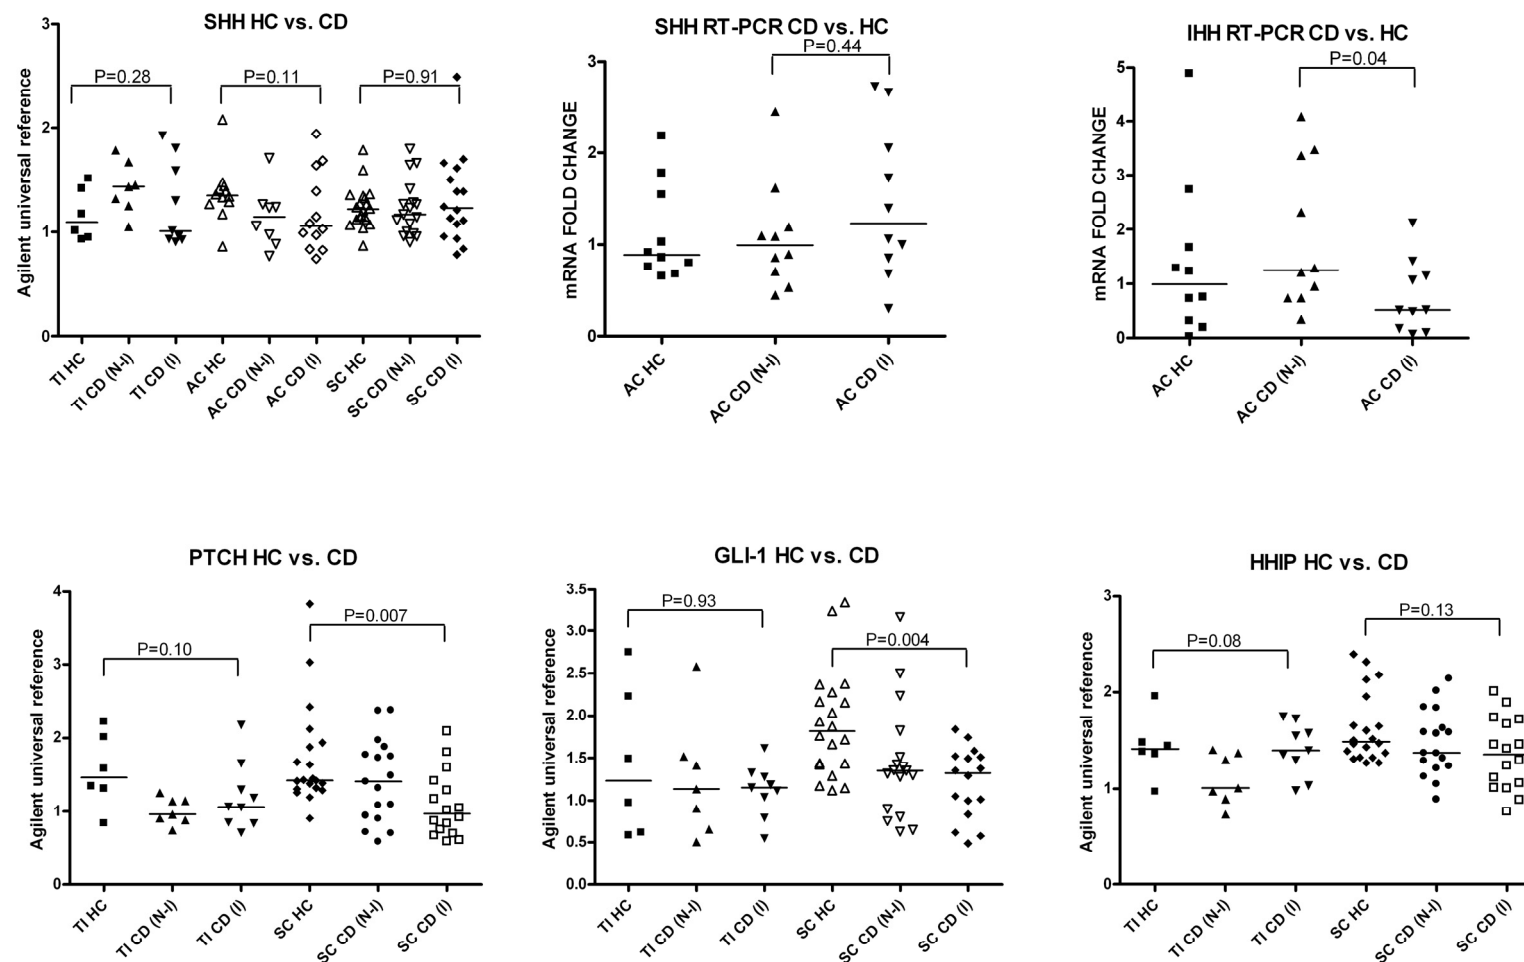 SHH HC vs. CD
Agilent universal reference
3
2
1
0
P=0.28
P=0.11
P=0.91
TI HC
TI CD (N-I)
TI CD (I)
AC HC
AC CD (N-I)
AC CD (I)
SC HC
SC CD (N-I)
SC CD (I)
SHH RT-PCR CD vs. HC
mRNA FOLD CHANGE
3
2
1
0
P=0.44
AC HC
AC CD (N-I)
AC CD (I)
IHH RT-PCR CD vs. HC
mRNA FOLD CHANGE
5
4
3
2
1
0
P=0.04
AC HC
AC CD (N-I)
AC CD (I)
PTCH HC vs. CD
Agilent universal reference
4
3
2
1
0
P=0.10
P=0.007
TI HC
TI CD (N-I)
TI CD (I)
SC HC
SC CD (N-I)
SC CD (I)
GLI-1 HC vs. CD
Agilent universal reference
3.5
3.0
2.5
2.0
1.5
1.0
0.5
0.0
P=0.93
P=0.004
TI HC
TI CD (N-I)
TI CD (I)
SC HC
SC CD (N-I)
SC CD (I)
HHIP HC vs. CD
Agilent universal reference
3
2
1
0
P=0.08
P=0.13
TI HC
TI CD (N-I)
TI CD (I)
SC HC
SC CD (N-I)
SC CD (I)